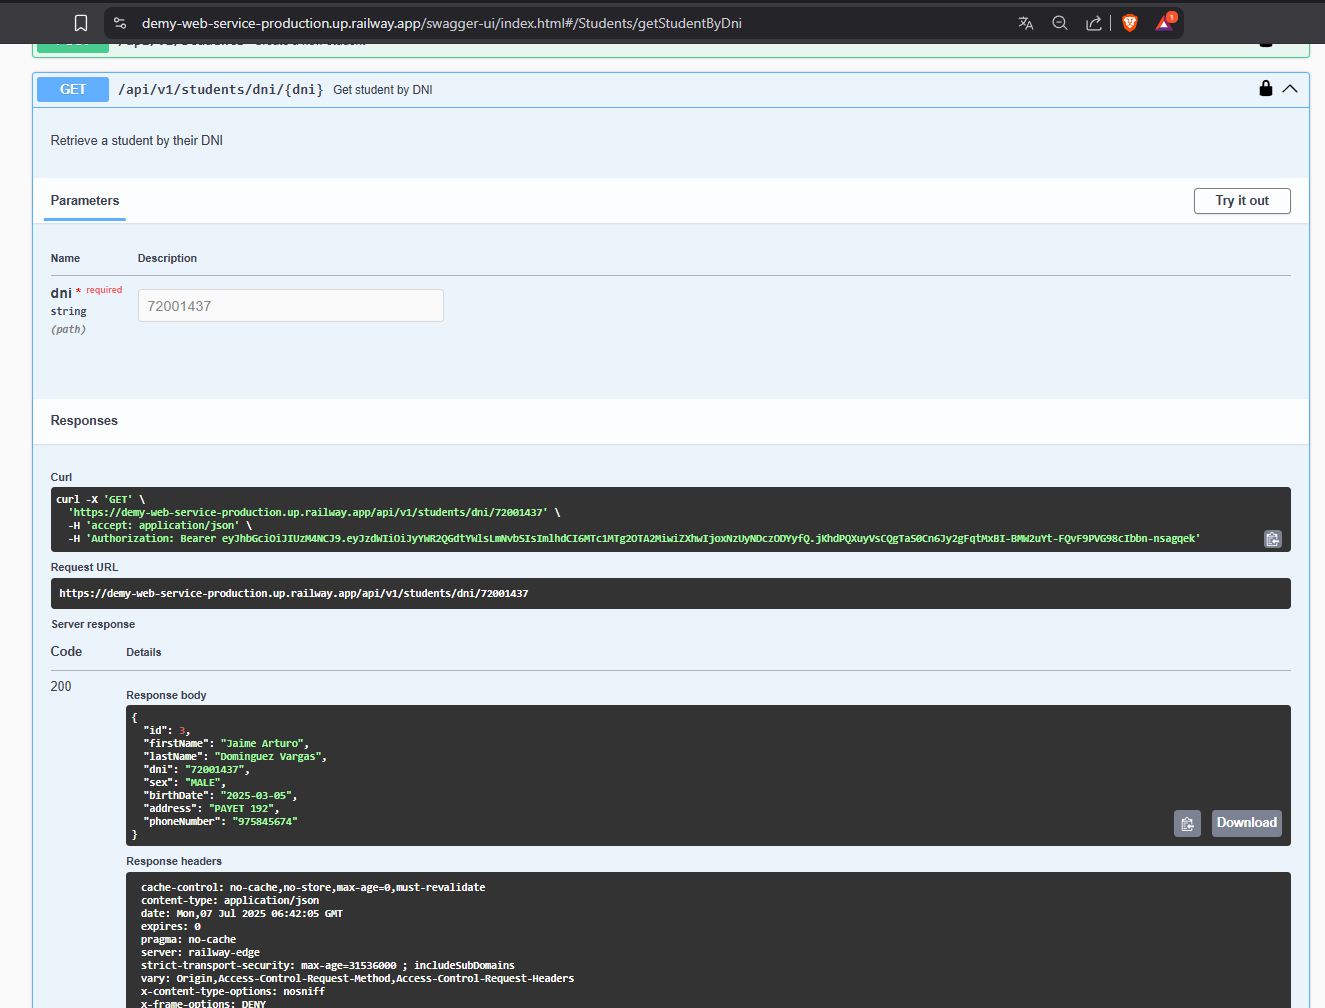 demy-web-service-production.up.railway.app/swagger-ui/index.html#/Students/getStudentByDni
1
GET /api/v1/students/dni/{dni} Get student by DNI
Retrieve a student by their DNI
Parameters
Try it out
Name Description
dni * required
string
(path)
72001437
Responses
Curl
curl -X 'GET' \
'https://demy-web-service-production.up.railway.app/api/v1/students/dni/72001437' \
-H 'accept: application/json' \
-H 'Authorization: Bearer
Request URL
https://demy-web-service-production.up.railway.app/api/v1/students/dni/72001437
Server response
Code Details
200
Response body
{
"id": 3,
"firstName": "Jaime Arturo",
"lastName": "Dominguez Vargas",
"dni": "72001437",
"sex": "MALE",
"birthDate": "2025-03-05",
"address": "PAYET 192",
"phoneNumber": "975845674"
}
Download
Response headers
cache-control: no-cache,no-store,max-age=0,must-revalidate
content-type: application/json
date: Mon,07 Jul 2025 06:42:05 GMT
expires: 0
pragma: no-cache
server: railway-edge
strict-transport-security: max-age=31536000 ; includeSubDomains
vary: Origin,Access-Control-Request-Method,Access-Control-Request-Headers
x-content-type-options: nosniff
x-frame-options: DENY